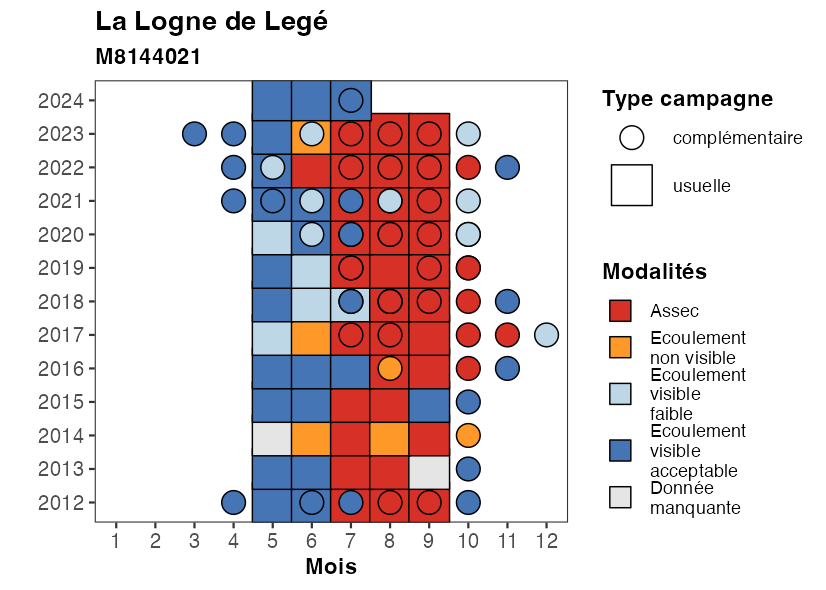 La Logne de Legé
M8144021
2024
2023
2022
2021
2020
2019
2018
2017
2016
2015
2014
2013
2012
1 2 3 4 5 6 7 8 9 10 11 12
Mois
Type campagne
complémentaire
usuelle
Modalités
Assec
Ecoulement
non visible
Ecoulement
visible
faible
Ecoulement
visible
acceptable
Donnée
manquante